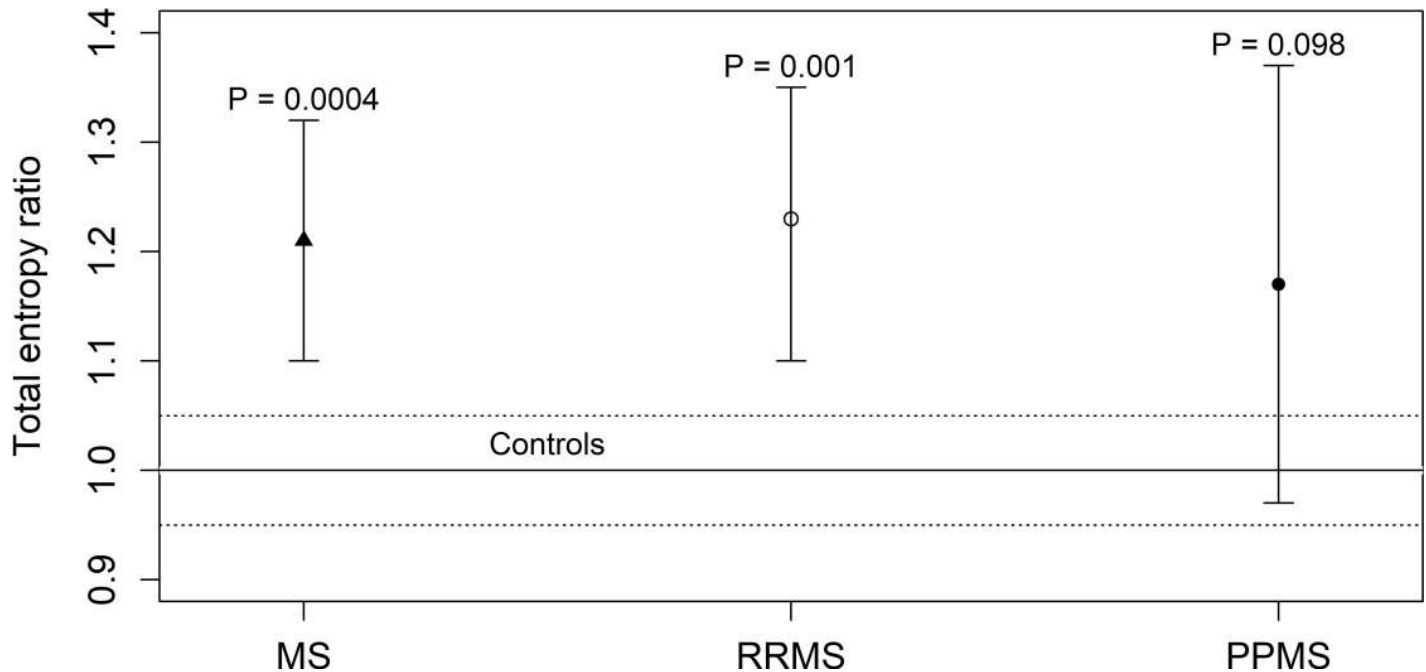 P = 0.098
P = 0.001
P = 0.0004
Total entropy ratio
1.4
1.3
1.2
1.1
1.0
0.9
Controls
MS RRMS PPMS